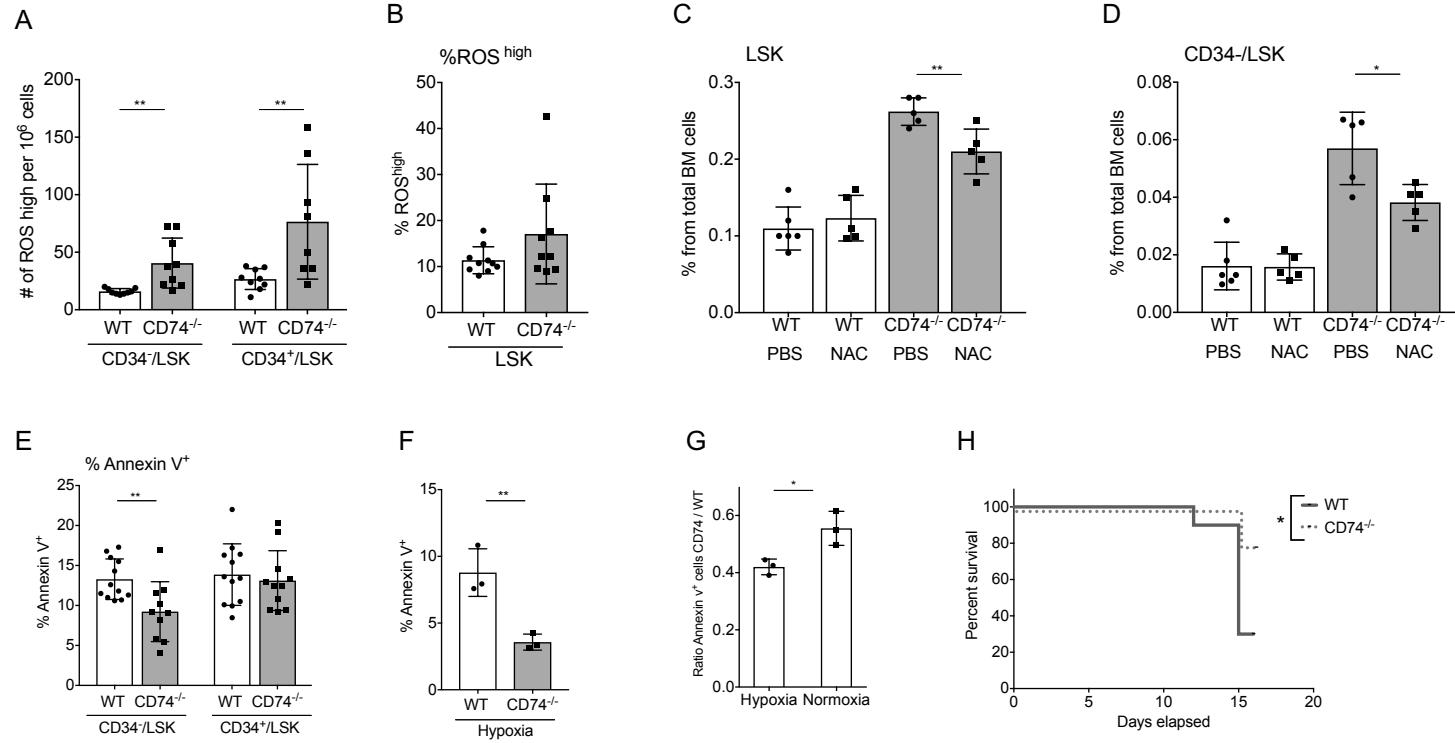 A
# of ROS high per 10⁶ cells
200
150
100
50
0
**
**
WT CD74⁻/⁻ WT CD74⁻/⁻
CD34⁻/LSK CD34⁺/LSK
B
%ROS high
% ROS^high
50
40
30
20
10
0
WT CD74⁻/⁻
LSK
C
LSK
% from total BM cells
0.3
0.2
0.1
0.0
**
WT WT CD74⁻/⁻ CD74⁻/⁻
PBS NAC PBS NAC
D
CD34-/LSK
% from total BM cells
0.08
0.06
0.04
0.02
0.00
*
WT WT CD74⁻/⁻ CD74⁻/⁻
PBS NAC PBS NAC
E
% Annexin V⁺
% Annexin V⁺
25
20
15
10
5
0
**
WT CD74⁻/⁻ WT CD74⁻/⁻
CD34⁻/LSK CD34⁺/LSK
F
% Annexin V⁺
15
10
5
0
**
WT CD74⁻/⁻
Hypoxia
G
Ratio Annexin v⁺ cells CD74 / WT
0.6
0.4
0.2
0.0
*
Hypoxia Normoxia
H
Percent survival
100
80
60
40
20
0
0 5 10 15 20
Days elapsed
*
WT
CD74⁻/⁻